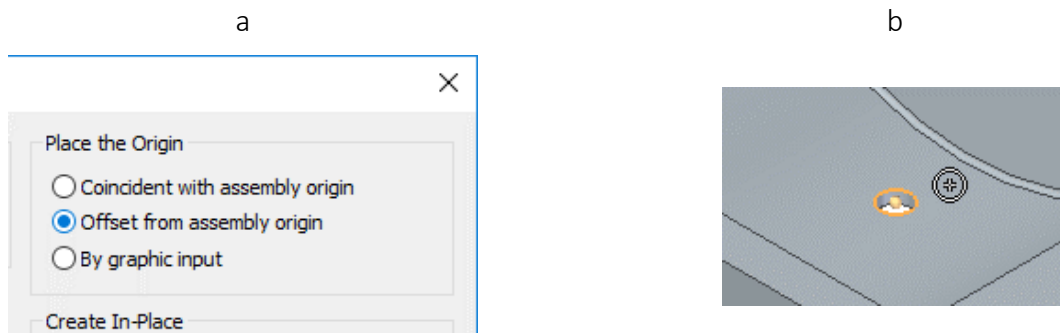 a
b
Place the Origin
Coincident with assembly origin
Offset from assembly origin
By graphic input
Create In-Place